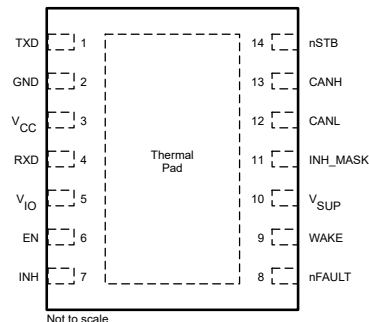 TXD 1 14 nSTB
GND 2 13 CANH
VCC 3 12 CANL
RXD 4 Thermal Pad 11 INH_MASK
VIO 5 10 VSUP
EN 6 9 WAKE
INH 7 8 nFAULT
Not to scale